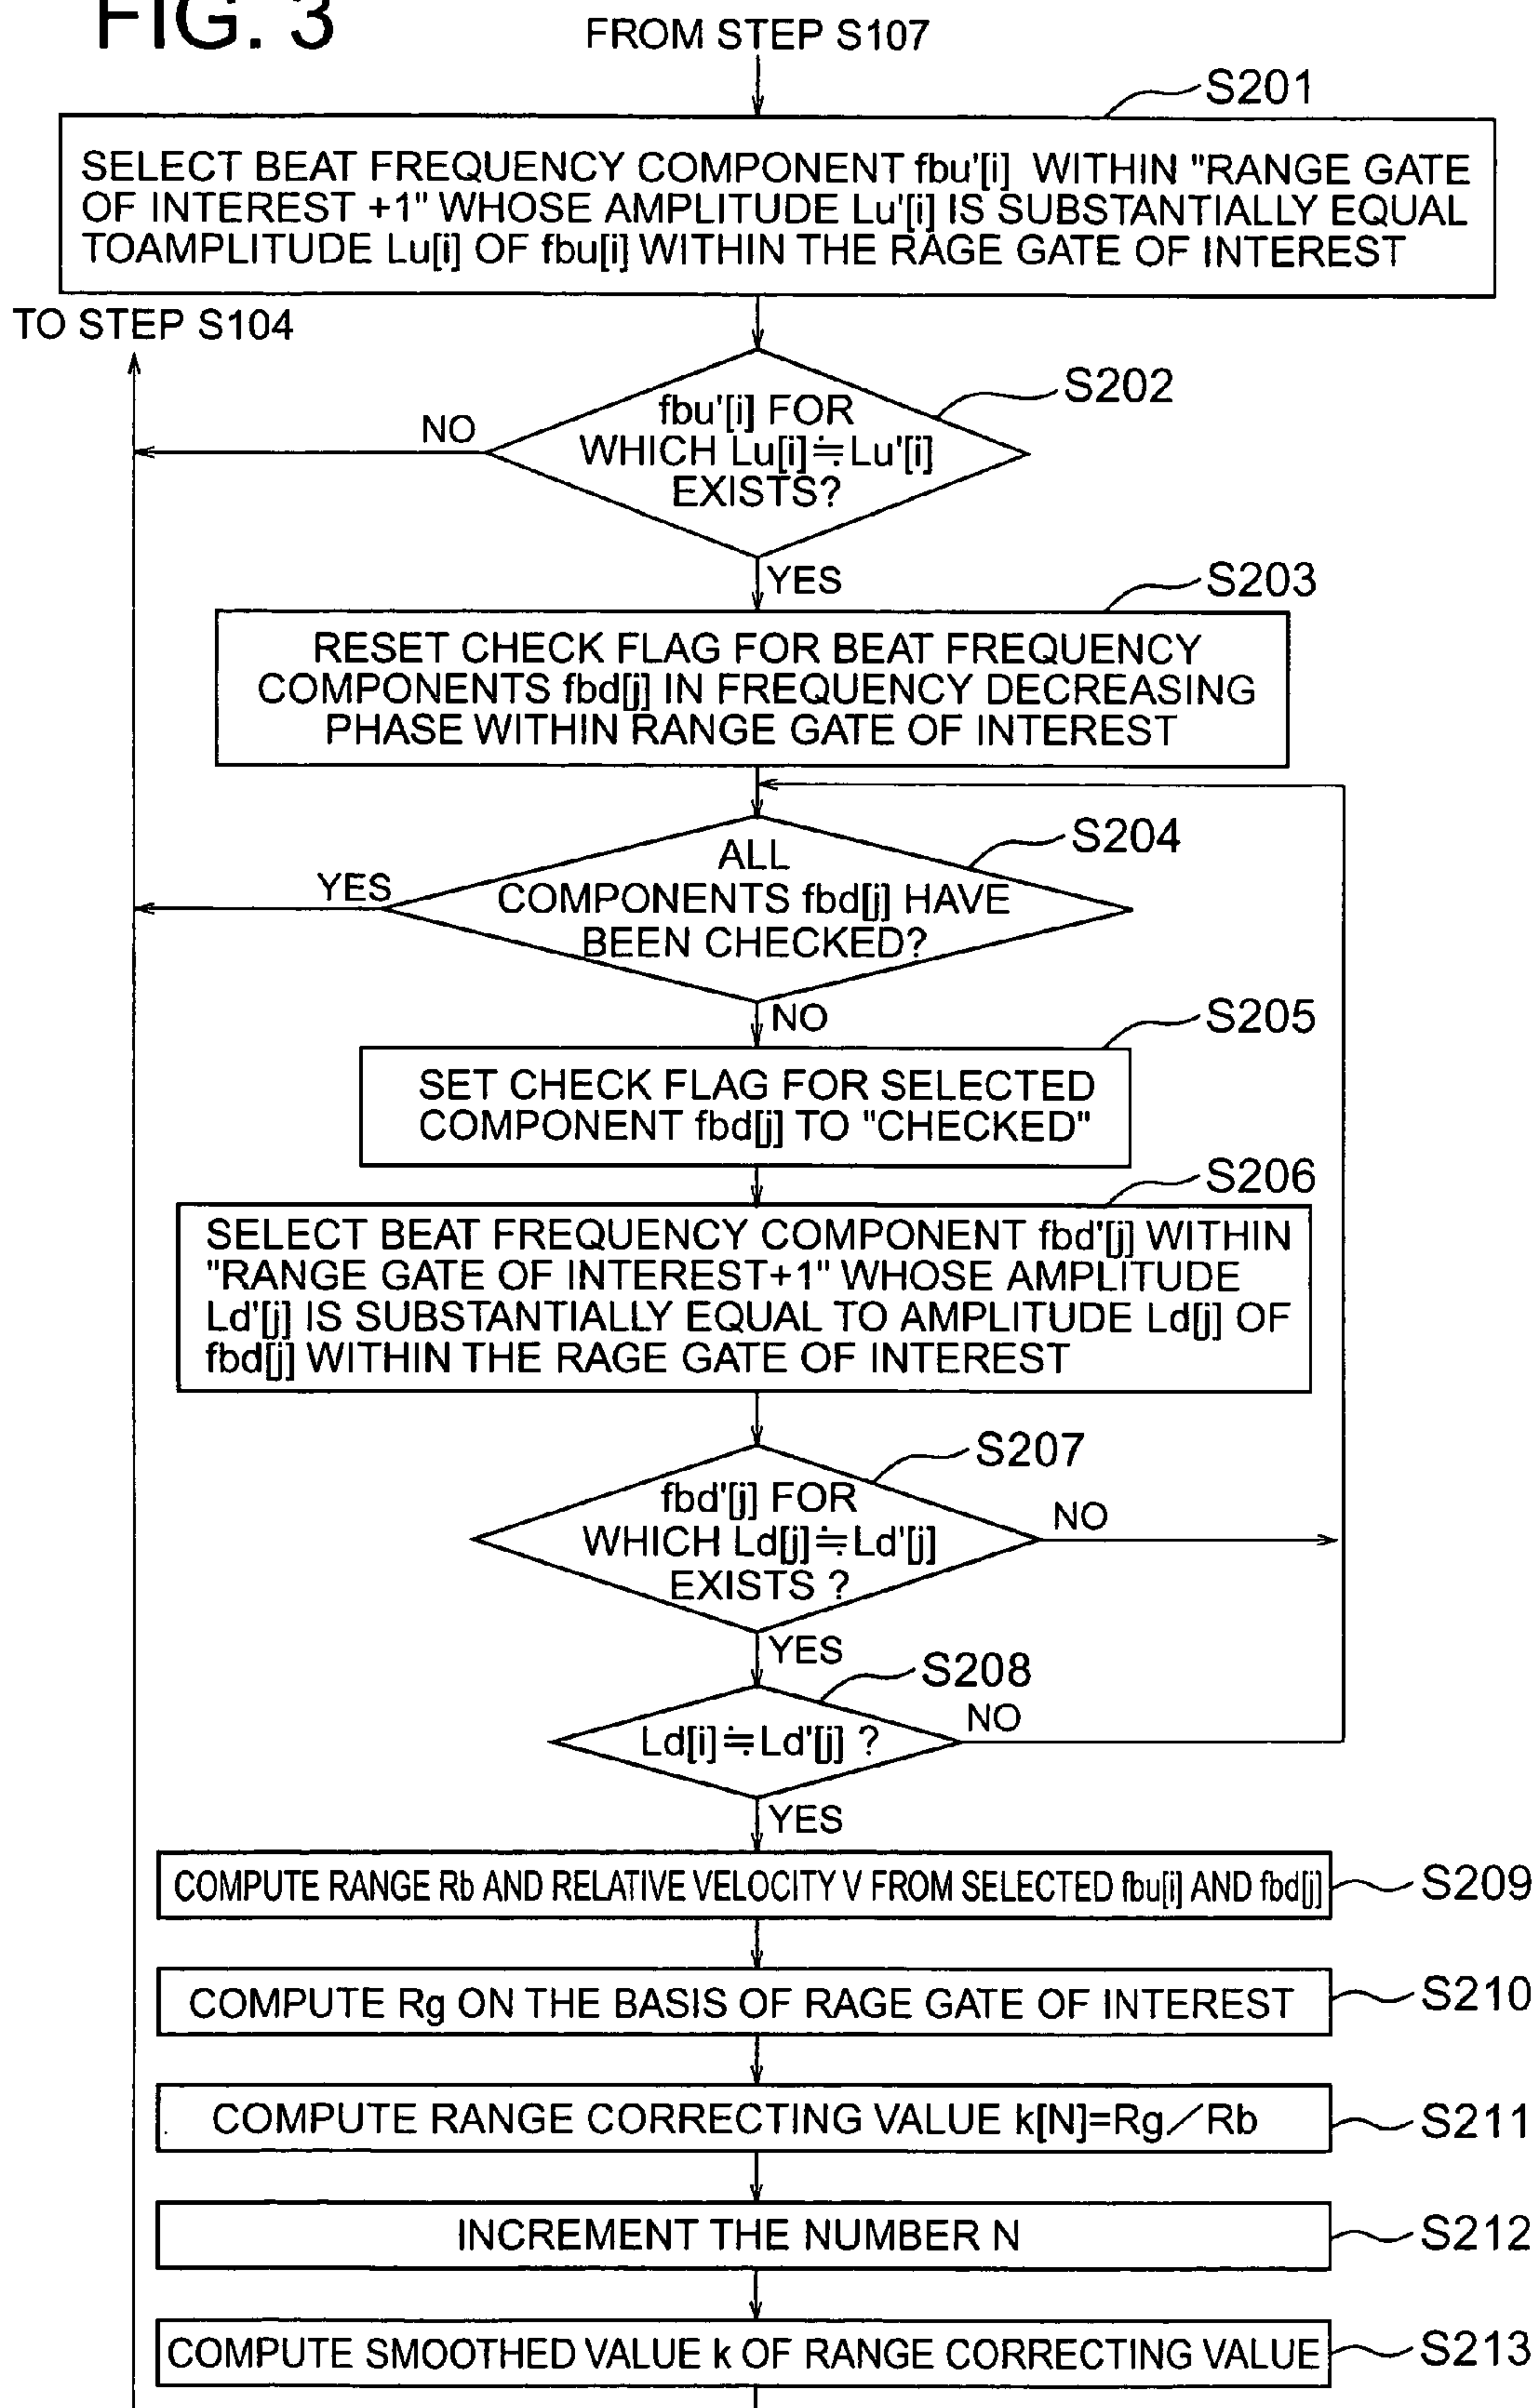 FIG. 3
FROM STEP S107
S201
SELECT BEAT FREQUENCY COMPONENT fbu'[i] WITHIN "RANGE GATE
OF INTEREST +1" WHOSE AMPLITUDE Lu'[i] IS SUBSTANTIALLY EQUAL
TOAMPLITUDE Lu[i] OF fbu[i] WITHIN THE RAGE GATE OF INTEREST
TO STEP S104
S202
fbu'[i] FOR
WHICH Lu[i]≒Lu'[i]
EXISTS?
NO
YES
S203
RESET CHECK FLAG FOR BEAT FREQUENCY
COMPONENTS fbd[j] IN FREQUENCY DECREASING
PHASE WITHIN RANGE GATE OF INTEREST
S204
ALL
COMPONENTS fbd[j] HAVE
BEEN CHECKED?
YES
NO
S205
SET CHECK FLAG FOR SELECTED
COMPONENT fbd[j] TO "CHECKED"
S206
SELECT BEAT FREQUENCY COMPONENT fbd'[j] WITHIN
"RANGE GATE OF INTEREST+1" WHOSE AMPLITUDE
Ld'[j] IS SUBSTANTIALLY EQUAL TO AMPLITUDE Ld[j] OF
fbd[j] WITHIN THE RAGE GATE OF INTEREST
S207
fbd'[j] FOR
WHICH Ld[j]≒Ld'[j]
EXISTS ?
NO
YES
S208
Ld[i]≒Ld'[j] ?
NO
YES
COMPUTE RANGE Rb AND RELATIVE VELOCITY V FROM SELECTED fbu[i] AND fbd[j]
S209
COMPUTE Rg ON THE BASIS OF RAGE GATE OF INTEREST
S210
COMPUTE RANGE CORRECTING VALUE k[N]=Rg／Rb
S211
INCREMENT THE NUMBER N
S212
COMPUTE SMOOTHED VALUE k OF RANGE CORRECTING VALUE
S213